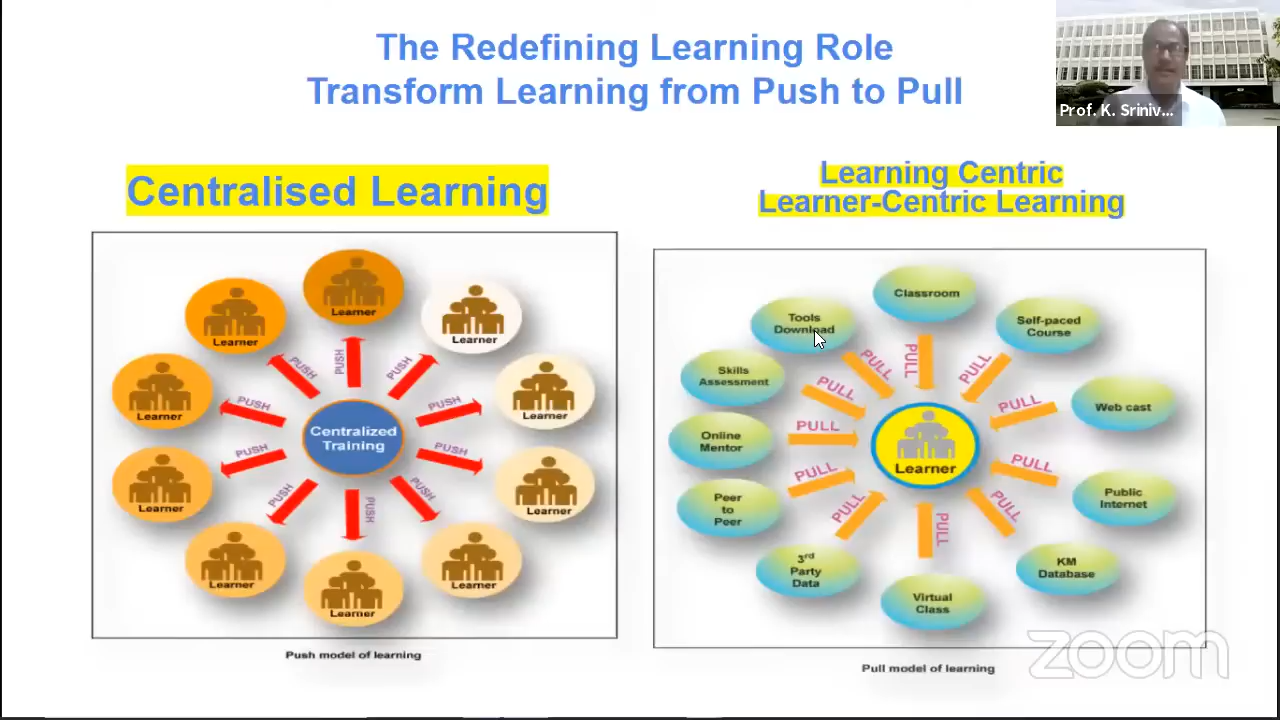 The Redefining Learning Role
Transform Learning from Push to Pull
Prof. K. Sriniv...
Centralised Learning
Learning Centric
Learner-Centric Learning
Learner
Learner
Learner
Learner
Learner
Learner
Learner
Learner
Learner
Learner
PUSH
PUSH
PUSH
PUSH
PUSH
PUSH
PUSH
PUSH
PUSH
PUSH
Centralized
Training
Push model of learning
Classroom
Tools
Download
Self-paced
Course
Skills
Assessment
Web cast
Online
Mentor
Public
Internet
Peer
to
Peer
KM
Database
3rd
Party
Data
Virtual
Class
PULL
PULL
PULL
PULL
PULL
PULL
PULL
PULL
PULL
PULL
PULL
Learner
Pull model of learning
zoom